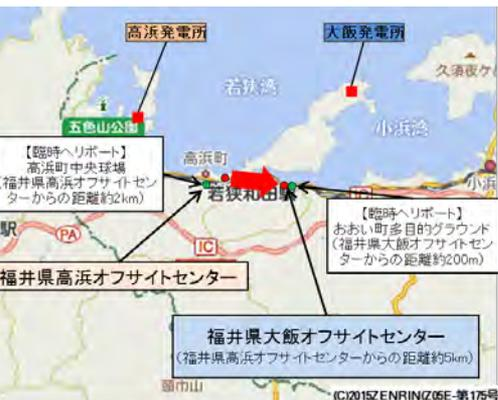 高浜発電所
大飯発電所
久須夜ケ
若狭湾
小浜湾
五色山公園
【臨時ヘリポート】
高浜町中央球場
(福井県高浜オフサイトセン
ターからの距離約2km)
高浜町
若狭和田駅
小浜
【臨時ヘリポート】
おおい町多目的グラウンド
(福井県大飯オフサイトセン
ターからの距離約200m)
駅
PA
IC
福井県高浜オフサイトセンター
福井県大飯オフサイトセンター
(福井県高浜オフサイトセンターからの距離約5km)
頭巾山
(C)2015ZENRIN(Z05E-第175号